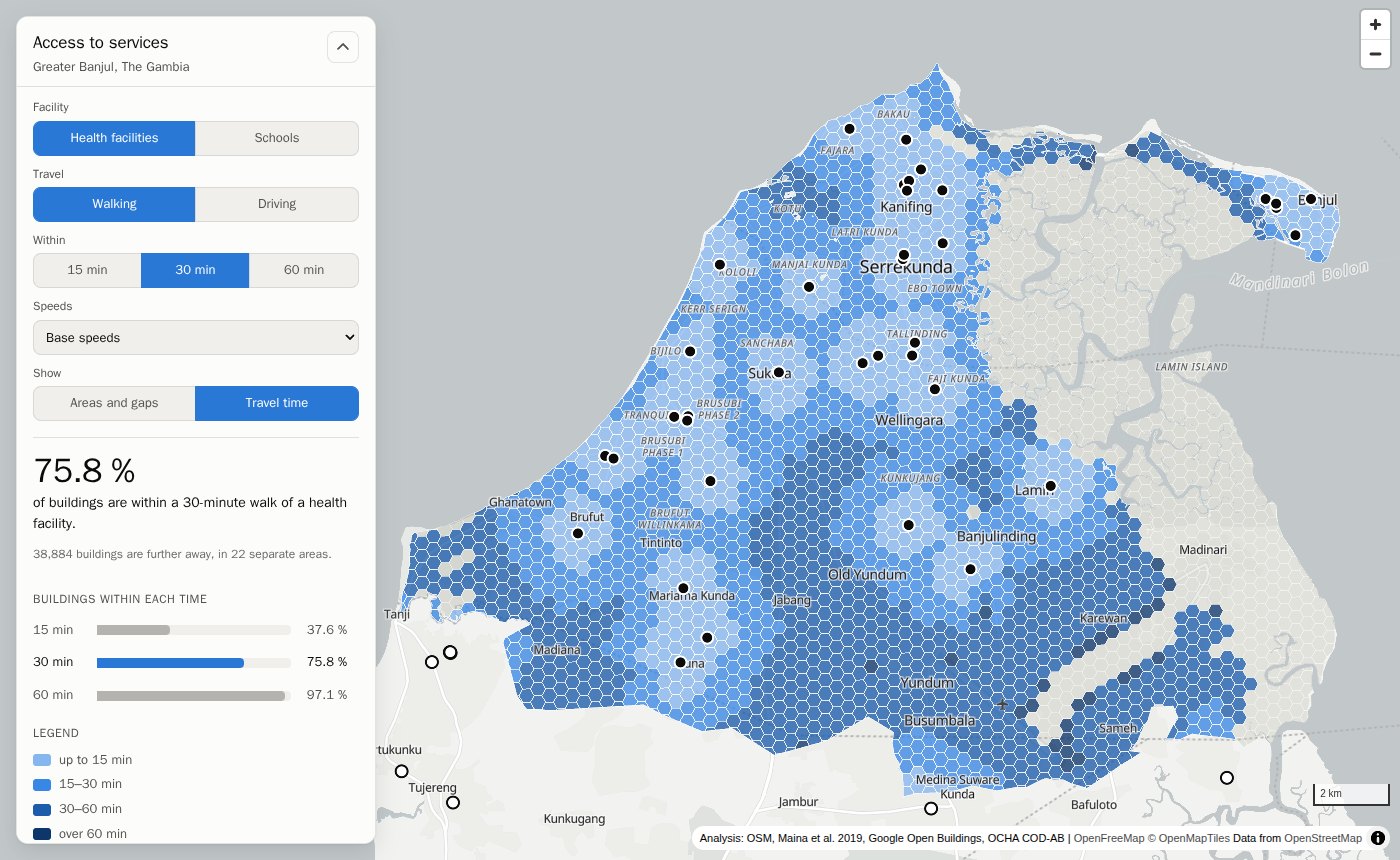 Access to services
Greater Banjul, The Gambia
Facility
Health facilities
Schools
Travel
Walking
Driving
Within
15 min
30 min
60 min
Speeds
Base speeds
Show
Areas and gaps
Travel time
75.8 %
of buildings are within a 30-minute walk of a health
facility.
38,884 buildings are further away, in 22 separate areas.
BUILDINGS WITHIN EACH TIME
15 min
37.6 %
30 min
75.8 %
60 min
97.1 %
LEGEND
up to 15 min
15–30 min
30–60 min
over 60 min
BAKAU
FAJARA
KOTU
Kanifing
LATRI KUNDA
Serrekunda
KOLOLI
MANJAI KUNDA
EBO TOWN
KERR SERIGN
Mandinari Bolon
TALLINDING
SANCHABA
BIJILO
LAMIN ISLAND
FAJI KUNDA
BRUSUBI
PHASE 2
Wellingara
BRUSUBI
PHASE 1
KUNKUJANG
Lamin
Ghanatown
Brufut
BRUFUT
WILLINKAMA
Tintinto
Banjulinding
Madinari
Old Yundum
Mariama Kunda
Jabang
Tanji
Karewan
Madiana
Yundum
Busumbala
Sameh
Tujereng
Medina Suware
Kunda
Jambur
Bafuloto
Kunkugang
2 km
Analysis: OSM, Maina et al. 2019, Google Open Buildings, OCHA COD-AB | OpenFreeMap © OpenMapTiles Data from OpenStreetMap